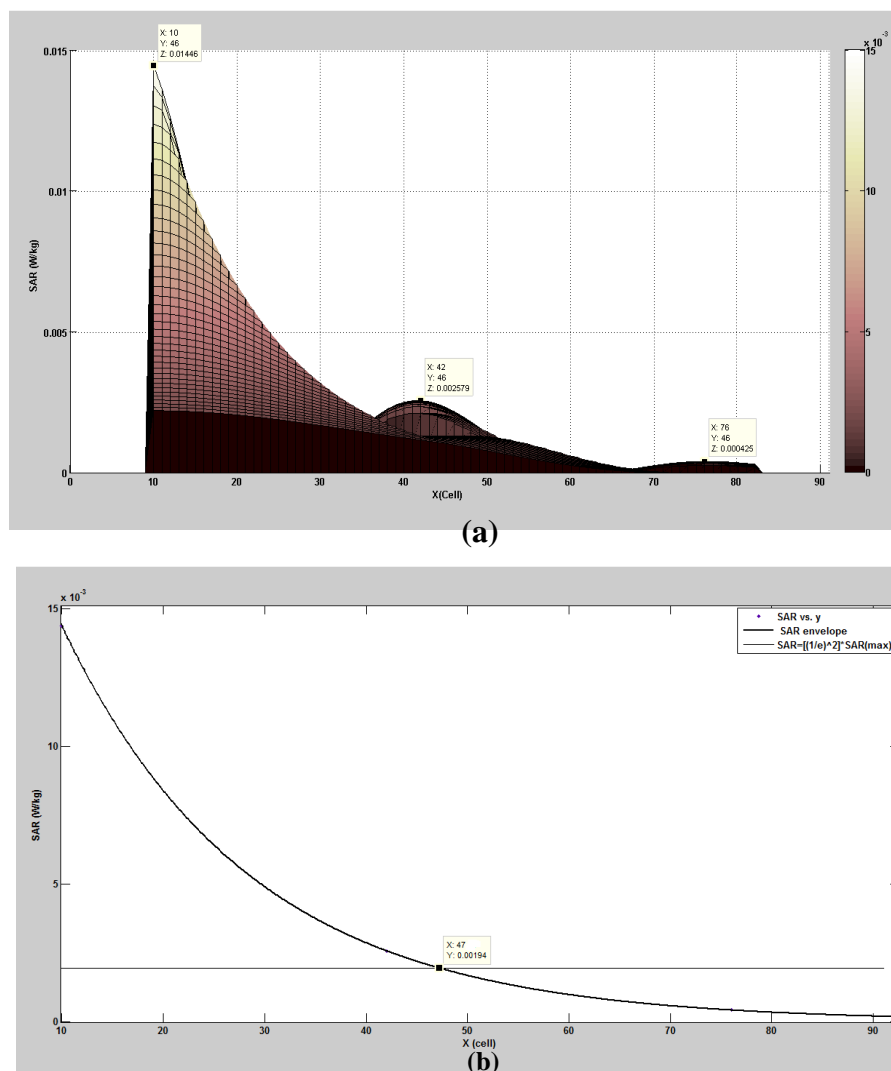 X: 10
Y: 46
Z: 0.01446
x 10^-3
0.015
15
0.01
10
SAR (W/kg)
X: 42
Y: 46
Z: 0.002579
0.005
5
X: 76
Y: 46
Z: 0.000425
0
0
0 10 20 30 40 50 60 70 80 90
X(Cell)
(a)
x 10^-3
15
SAR vs. y
SAR envelope
SAR=[(1/e)^2]*SAR(max)
10
SAR (W/kg)
5
X: 47
Y: 0.00194
0
10 20 30 40 50 60 70 80 90
X (cell)
(b)